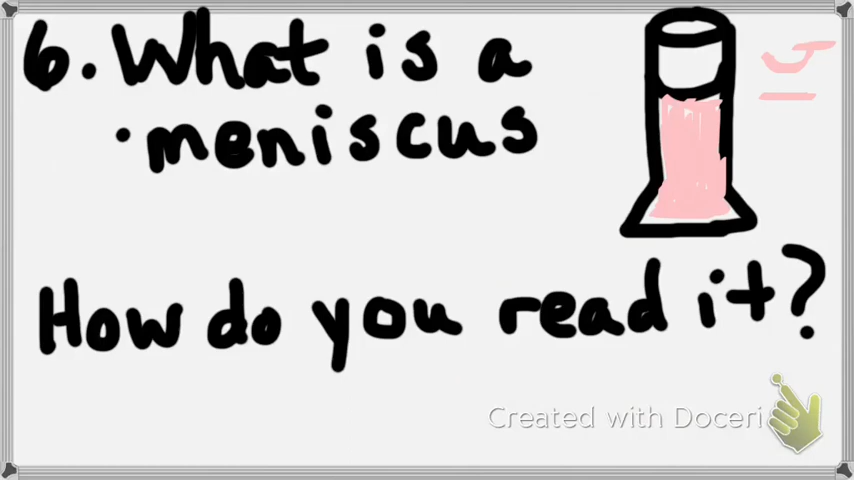 6. What is a
• meniscus
How do you read it?
Created with Doceri